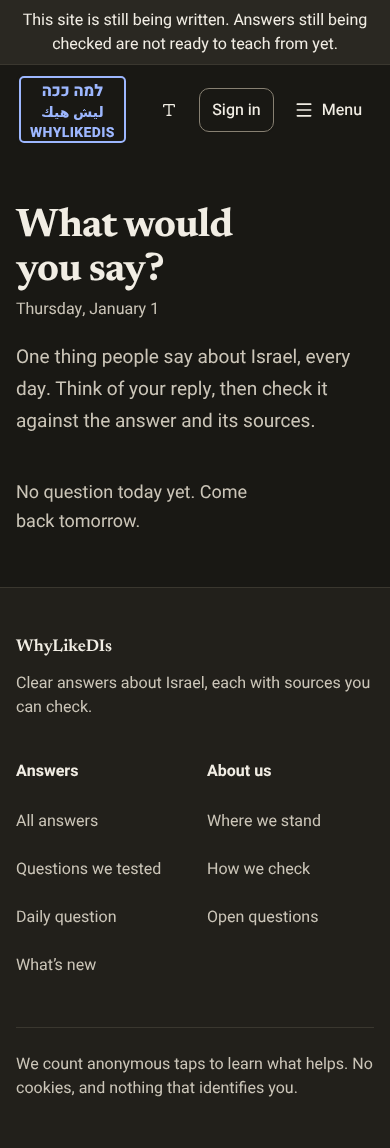 This site is still being written. Answers still being
checked are not ready to teach from yet.
למה ככה
ليش هيك
WHYLIKEDIS
T
Sign in
Menu
What would
you say?
Thursday, January 1
One thing people say about Israel, every
day. Think of your reply, then check it
against the answer and its sources.
No question today yet. Come
back tomorrow.
WhyLikeDIs
Clear answers about Israel, each with sources you
can check.
Answers
All answers
Questions we tested
Daily question
What's new
About us
Where we stand
How we check
Open questions
We count anonymous taps to learn what helps. No
cookies, and nothing that identifies you.